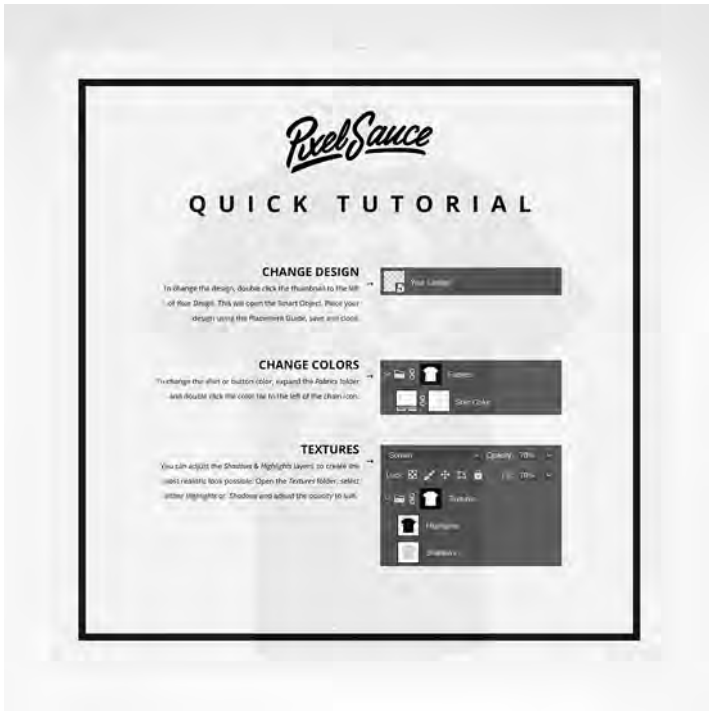 PixelSauce
QUICK TUTORIAL
CHANGE DESIGN
To change the design, double click the thumbnail to the left
of Your Design. This will open the Smart Object. Place your
design using the Placement Guide, save and close.
Your Design
CHANGE COLORS
To change the shirt or button color, expand the Fabrics folder
and double click the color tile to the left of the chain icon.
Fabrics
Shirt Color
TEXTURES
You can adjust the Shadows & Highlights layers to create the
most realistic look possible. Open the Textures folder, select
either Highlights or Shadows and adjust the opacity to suit.
Screen
Opacity: 70%
Lock:
Fill: 70%
Textures
Highlights
Shadows